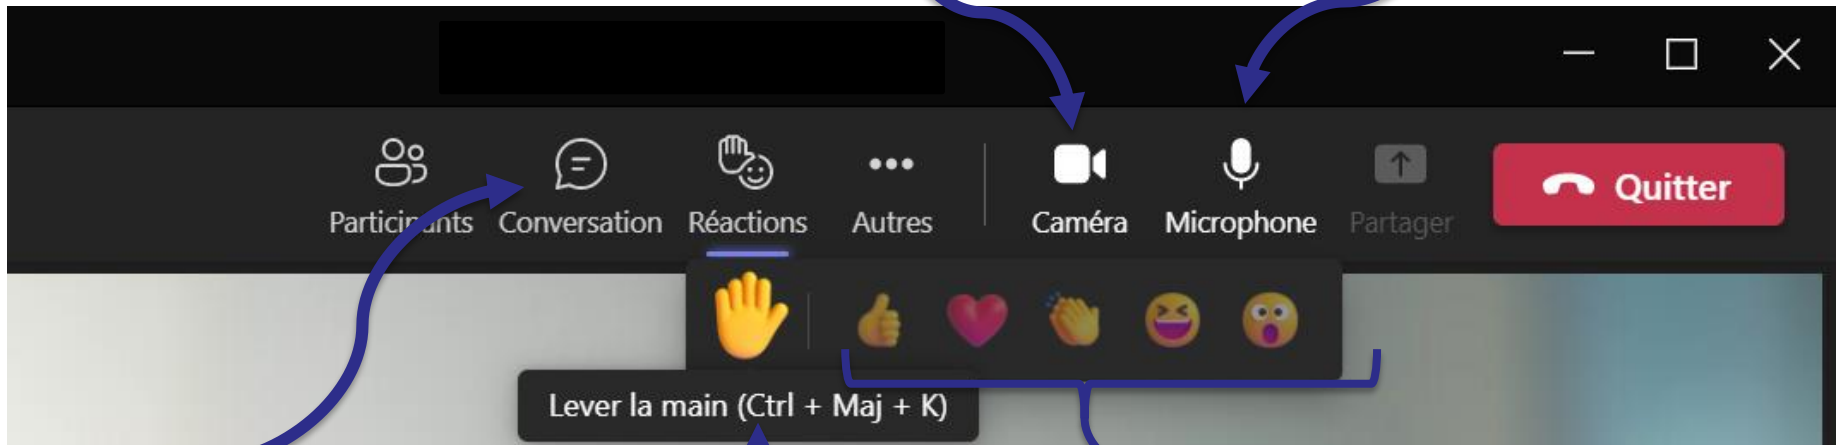 Participants Conversation Réactions Autres Caméra Microphone Partager Quitter
Lever la main (Ctrl + Maj + K)